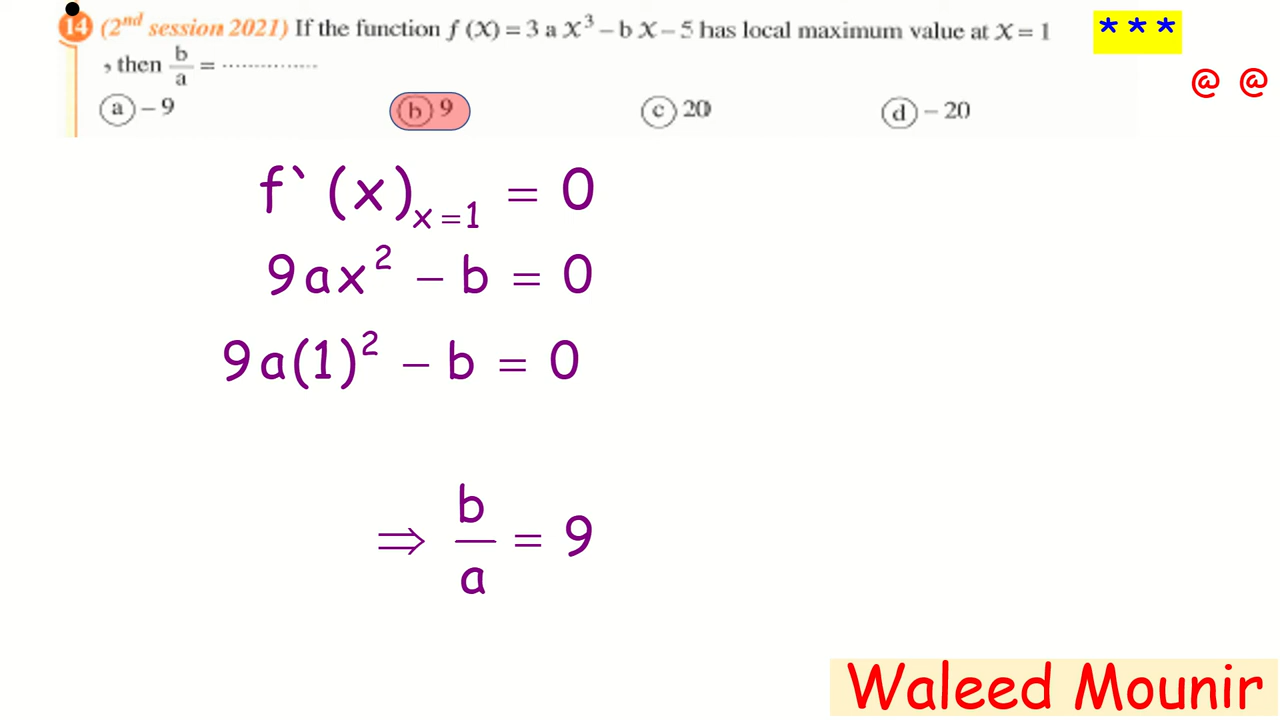 14 (2nd session 2021) If the function f (X) = 3 a X³ – b X – 5 has local maximum value at X = 1 ***
, then b/a = ..............
@ @
(a) – 9 (b) 9 (c) 20 (d) – 20
f`(x)ₓ₌₁ = 0
9ax² – b = 0
9a(1)² – b = 0
⇒ b/a = 9
Waleed Mounir